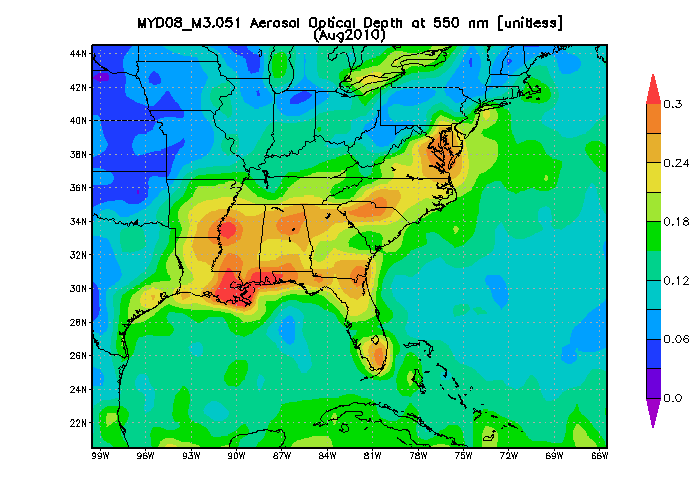 MYD08_M3.051 Aerosol Optical Depth at 550 nm [unitless]
(Aug2010)
44N
42N
40N
38N
36N
34N
32N
30N
28N
26N
24N
22N
99W 96W 93W 90W 87W 84W 81W 78W 75W 72W 69W 66W
0.3
0.24
0.18
0.12
0.06
0.0